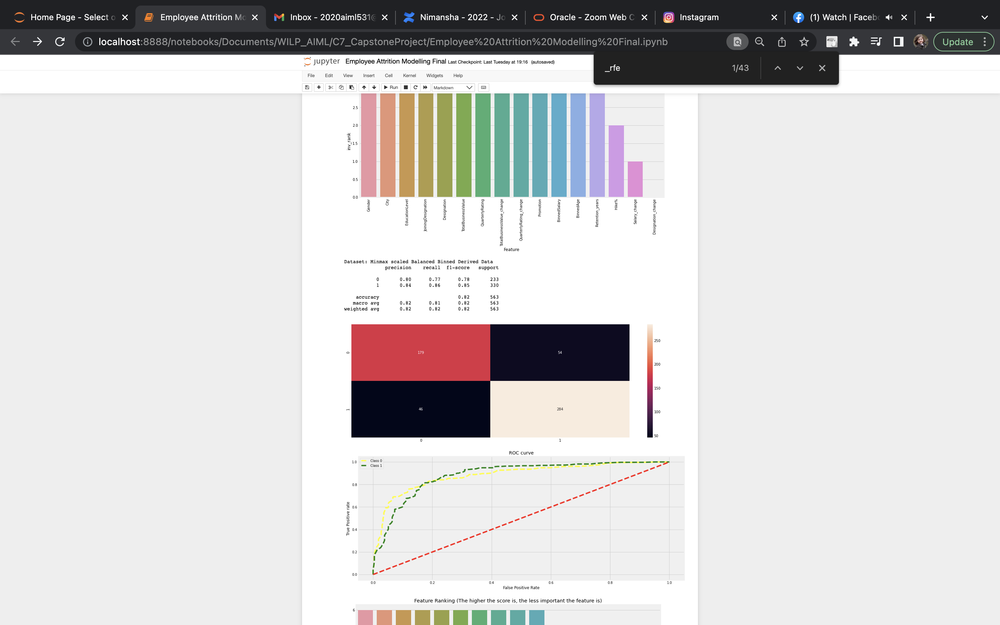 Home Page - Select o
Employee Attrition Mo
Inbox - 2020aiml531@
Nimansha - 2022 - Jo
Oracle - Zoom Web C
Instagram
(1) Watch | Facebo
localhost:8888/notebooks/Documents/WILP_AIML/C7_CapstoneProject/Employee%20Attrition%20Modelling%20Final.ipynb
Update
_rfe 1/43
jupyter Employee Attrition Modelling Final Last Checkpoint: Last Tuesday at 19:16 (autosaved)
File Edit View Insert Cell Kernel Widgets Help
Run Markdown
2.5
2.0
1.5
1.0
0.5
0.0
inv_rank
Gender
City
EducationLevel
JoiningDesignation
Designation
TotalBusinessValue
QuarterlyRating
TotalBusinessValue_change
QuarterlyRating_change
Promotion
BinnedSalary
BinnedAge
Retention_years
Hike%
Salary_change
Designation_change
Feature
Dataset: Minmax scaled Balanced Binned Derived Data
precision recall f1-score support
0 0.80 0.77 0.78 233
1 0.84 0.86 0.85 330
accuracy 0.82 563
macro avg 0.82 0.81 0.82 563
weighted avg 0.82 0.82 0.82 563
0 179 54
1 46 284
0 1
250
200
150
100
50
ROC curve
Class 0
Class 1
1.0
0.8
0.6
0.4
0.2
0.0
True Positive rate
0.0 0.2 0.4 0.6 0.8 1.0
False Positive Rate
Feature Ranking (The higher the score is, the less important the feature is)
6